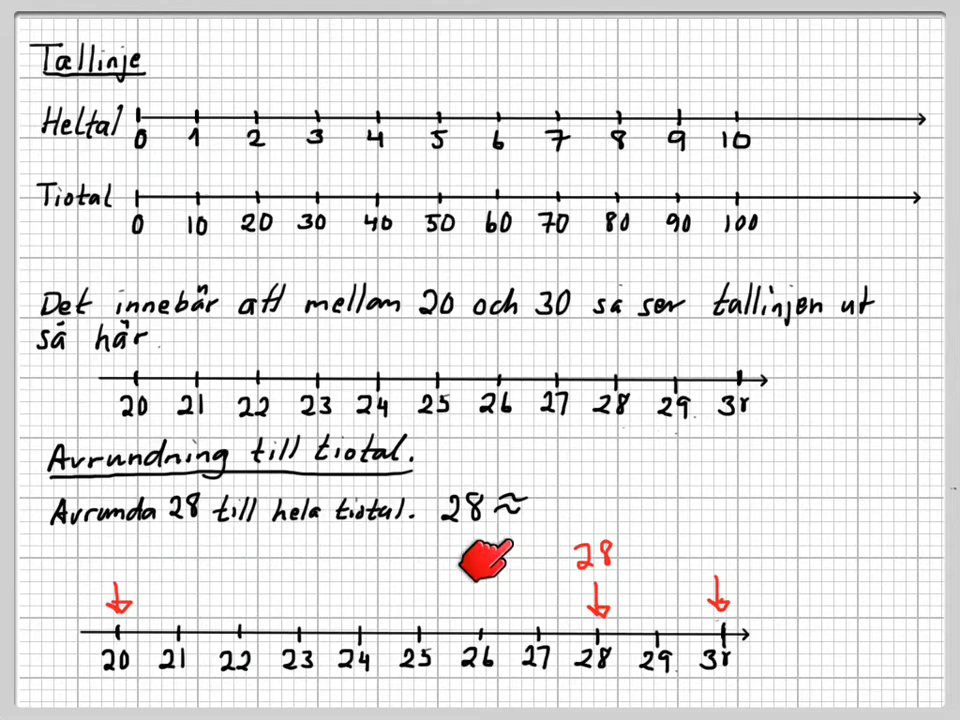 Tallinje
Heltal 0 1 2 3 4 5 6 7 8 9 10
Tiotal 0 10 20 30 40 50 60 70 80 90 100
Det innebär att mellan 20 och 30 så ser tallinjen ut
så här
20 21 22 23 24 25 26 27 28 29 30
Avrundning till tiotal.
Avrunda 28 till hela tiotal. 28 ≈
28
20 21 22 23 24 25 26 27 28 29 30